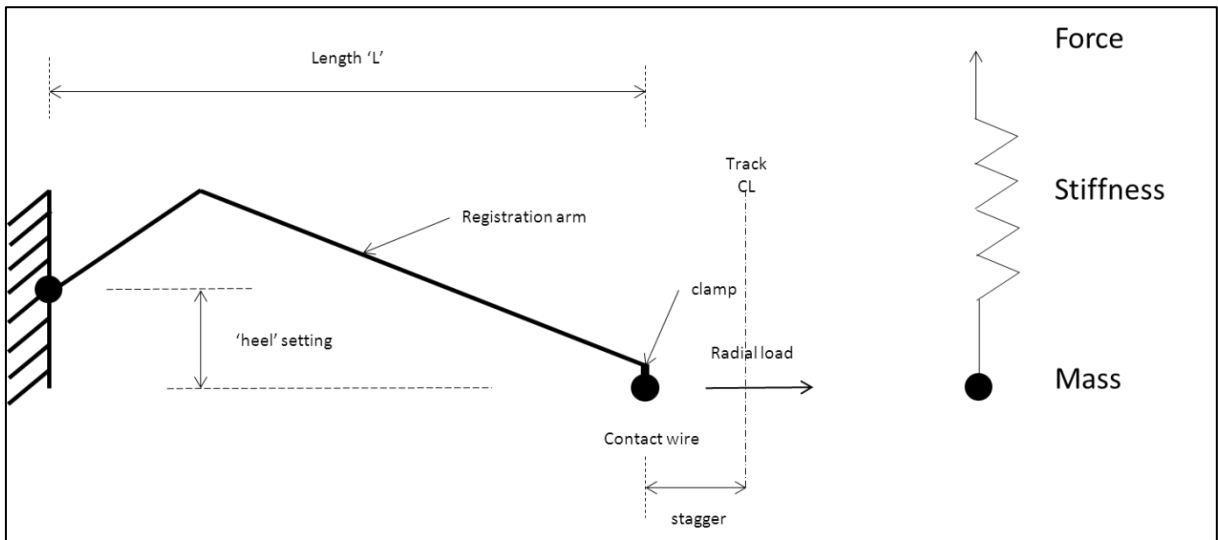 Length ‘L’
Force
Track
CL
Stiffness
Registration arm
clamp
‘heel’ setting
Radial load
Mass
Contact wire
stagger